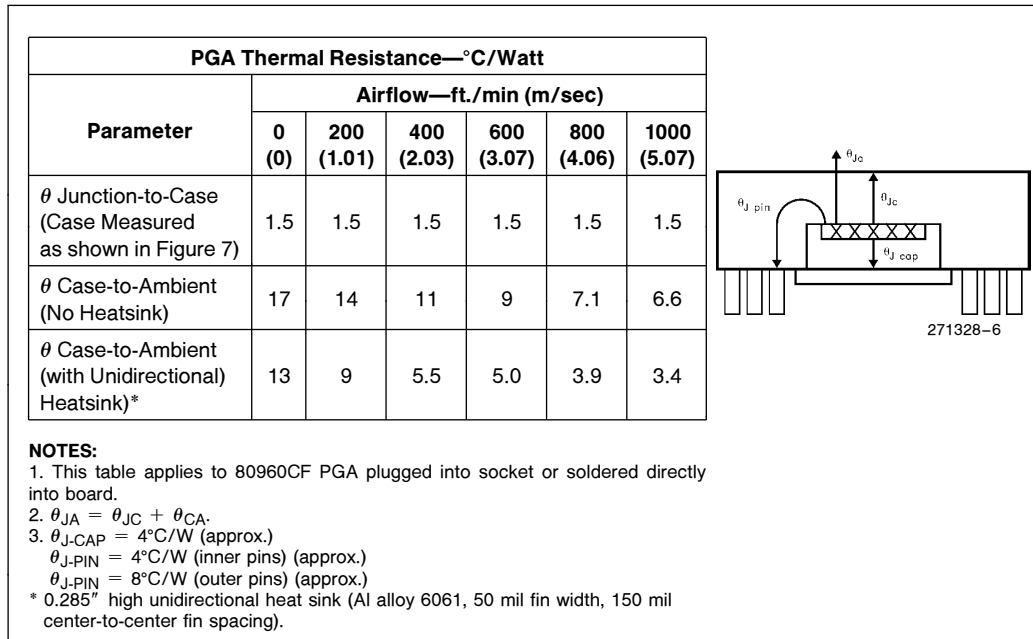 PGA Thermal Resistance—°C/Watt
Parameter
Airflow—ft./min (m/sec)
0 (0)
200 (1.01)
400 (2.03)
600 (3.07)
800 (4.06)
1000 (5.07)
θ Junction-to-Case
(Case Measured
as shown in Figure 7)
1.5 1.5 1.5 1.5 1.5 1.5
θ Case-to-Ambient
(No Heatsink)
17 14 11 9 7.1 6.6
θ Case-to-Ambient
(with Unidirectional)
Heatsink)*
13 9 5.5 5.0 3.9 3.4
θJa
θJc
θJ pin
θJ cap
271328–6
NOTES:
1. This table applies to 80960CF PGA plugged into socket or soldered directly
into board.
2. θJA = θJC + θCA.
3. θJ-CAP = 4°C/W (approx.)
θJ-PIN = 4°C/W (inner pins) (approx.)
θJ-PIN = 8°C/W (outer pins) (approx.)
* 0.285″ high unidirectional heat sink (Al alloy 6061, 50 mil fin width, 150 mil
center-to-center fin spacing).